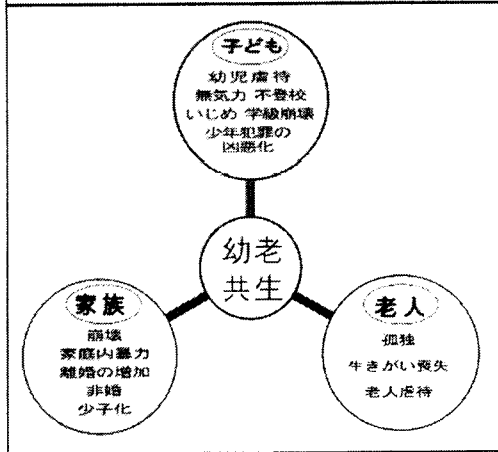 子ども
幼児虐待
無気力 不登校
いじめ 学級崩壊
少年犯罪の
凶悪化
幼老
共生
家族
崩壊
家庭内暴力
離婚の増加
非婚
少子化
老人
孤独
生きがい喪失
老人虐待